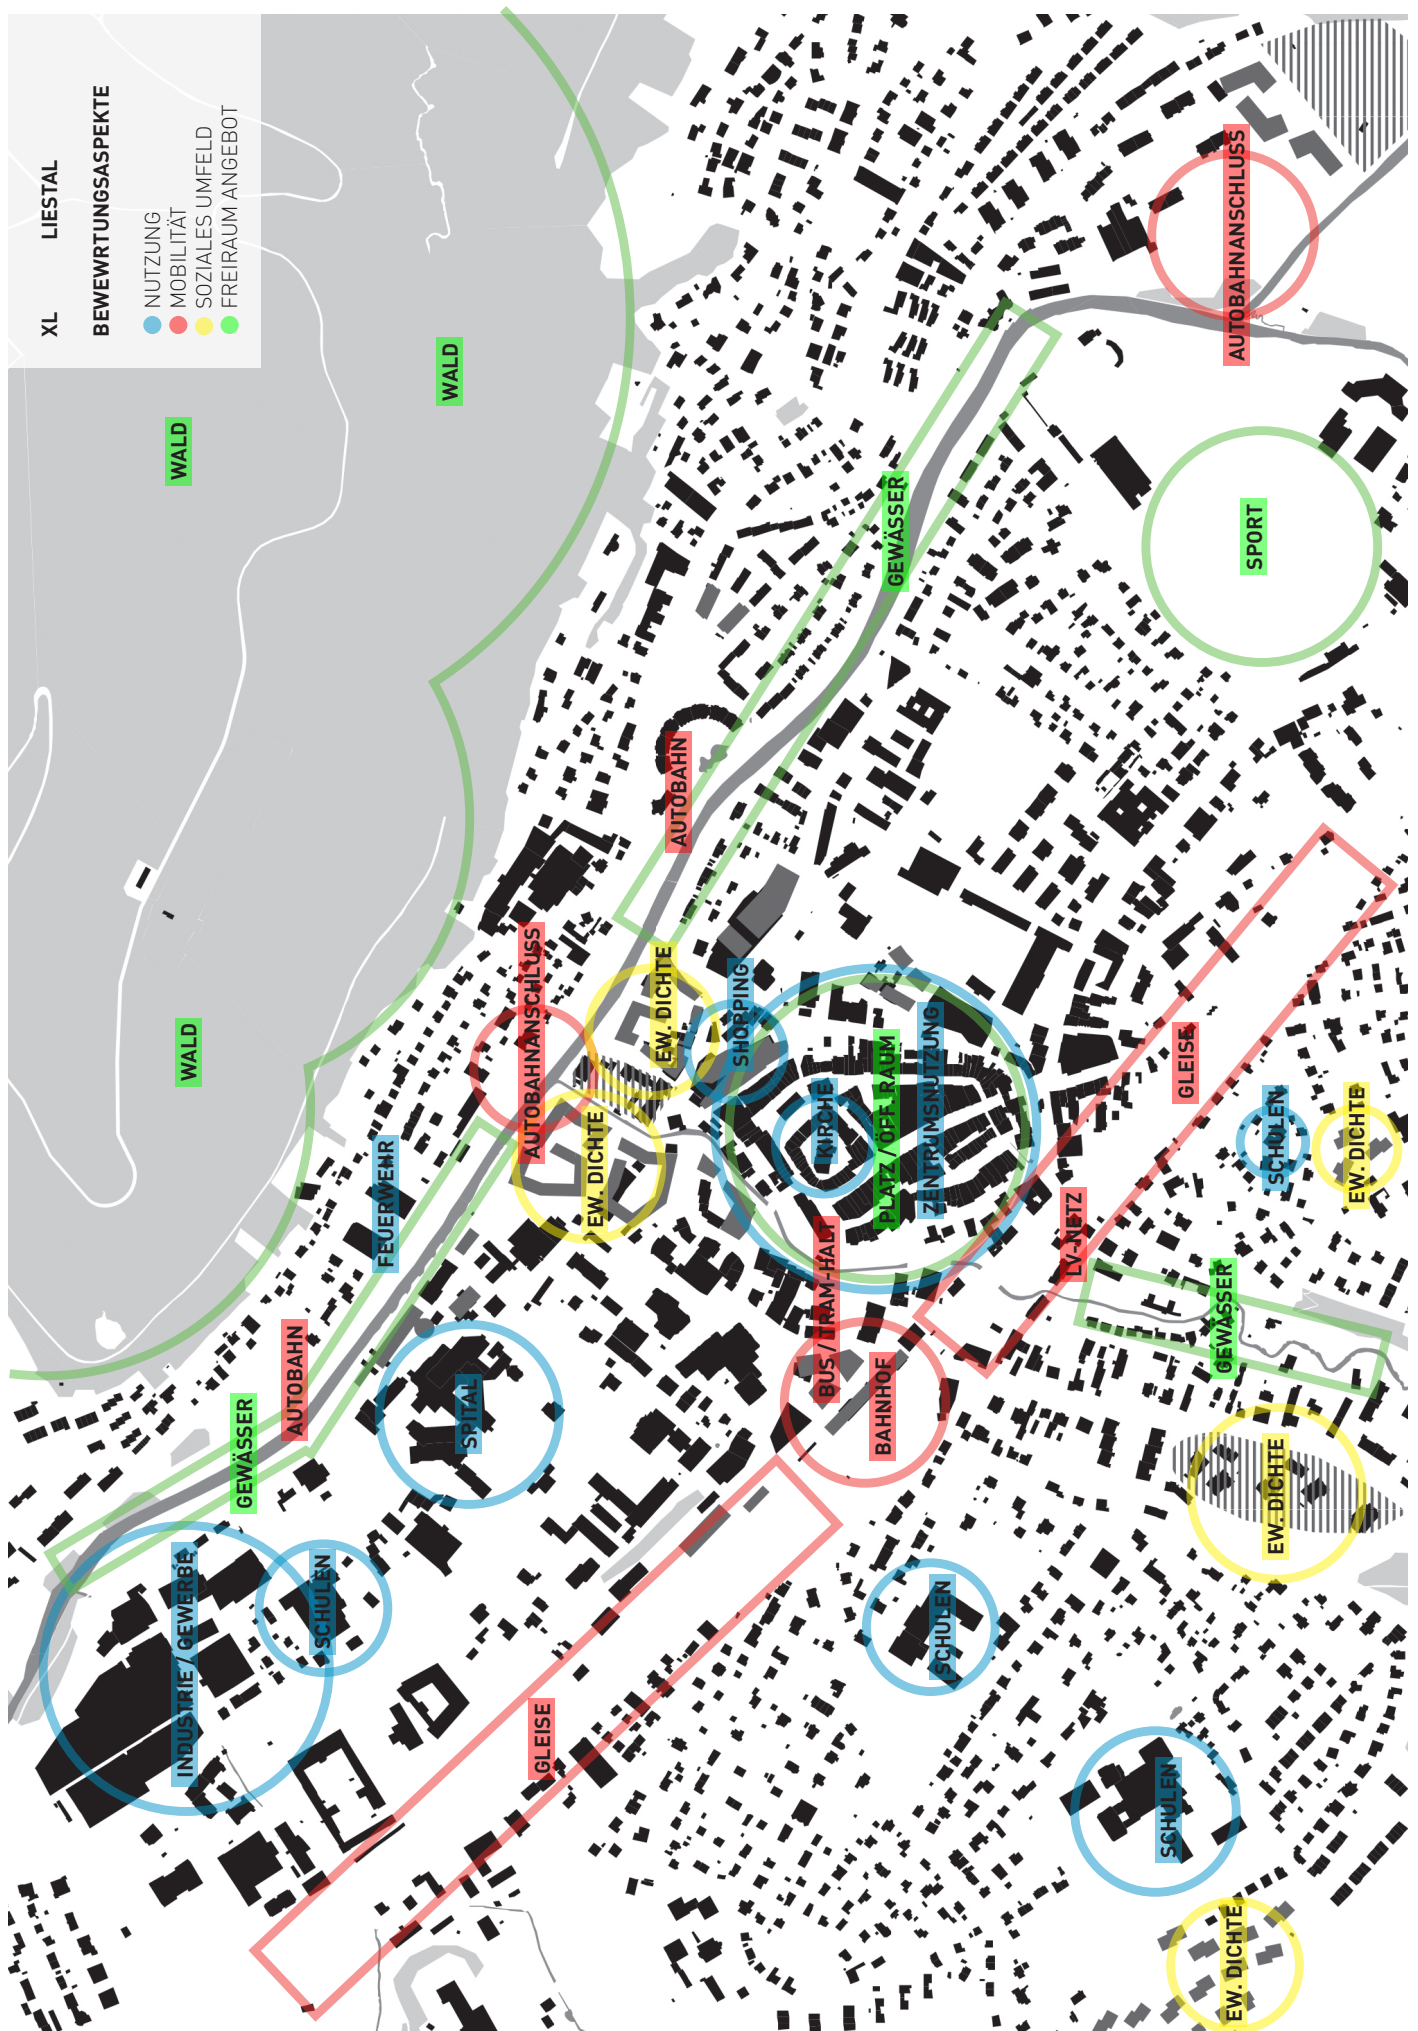 XL LIESTAL
BEWEWRTUNGSASPEKTE
NUTZUNG
MOBILITÄT
SOZIALES UMFELD
FREIRAUM ANGEBOT
INDUSTRIE / GEWERBE
WALD
WALD
GEWÄSSER
AUTOBAHN
SCHULEN
FEUERWEHR
WALD
SPITAL
AUTOBAHNANSCHLUSS
GLEISE
EW. DICHTE
EW. DICHTE
AUTOBAHN
SHOPPING
KIRCHE
BUS / TRAM-HALT
BAHNHOF
PLATZ / ÖFF. RAUM
GEWÄSSER
ZENTRUMSNUTZUNG
SCHULEN
LV-NETZ
SCHULEN
GLEISE
GEWÄSSER
EW. DICHTE
AUTOBAHNANSCHLUSS
SPORT
EW. DICHTE
SCHULEN
EW. DICHTE